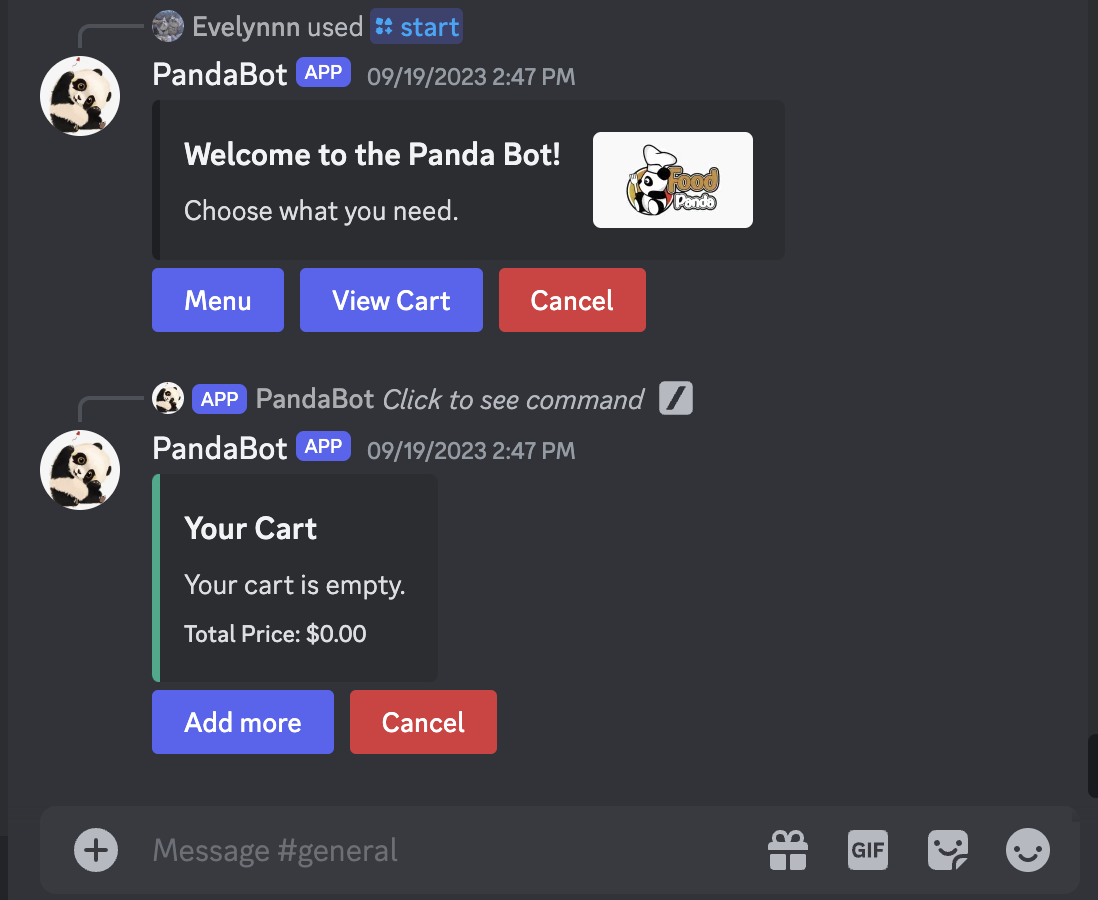 Evelynnn used start
PandaBot APP 09/19/2023 2:47 PM
Welcome to the Panda Bot!
Choose what you need.
Food
Panda
Menu View Cart Cancel
APP PandaBot Click to see command
PandaBot APP 09/19/2023 2:47 PM
Your Cart
Your cart is empty.
Total Price: $0.00
Add more Cancel
Message #general
GIF